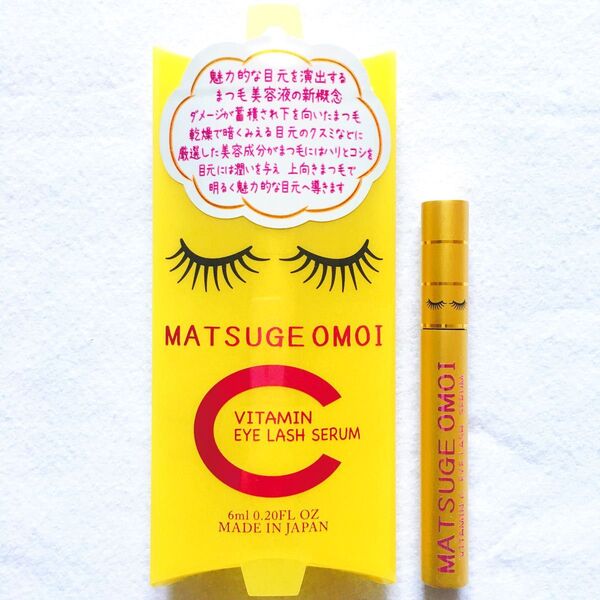 魅力的な目元を演出する
まつ毛美容液の新概念
ダメージが蓄積され下を向いたまつ毛
乾燥で暗くみえる目元のクスミなどに
厳選した美容成分がまつ毛にはハリとコシを
目元には潤いを与え 上向きまつ毛で
明るく魅力的な目元へ導きます
MATSUGE OMOI
C
VITAMIN
EYE LASH SERUM
6ml 0.20FL OZ
MADE IN JAPAN
MATSUGE OMOI
VITAMIN C EYE LASH SERUM